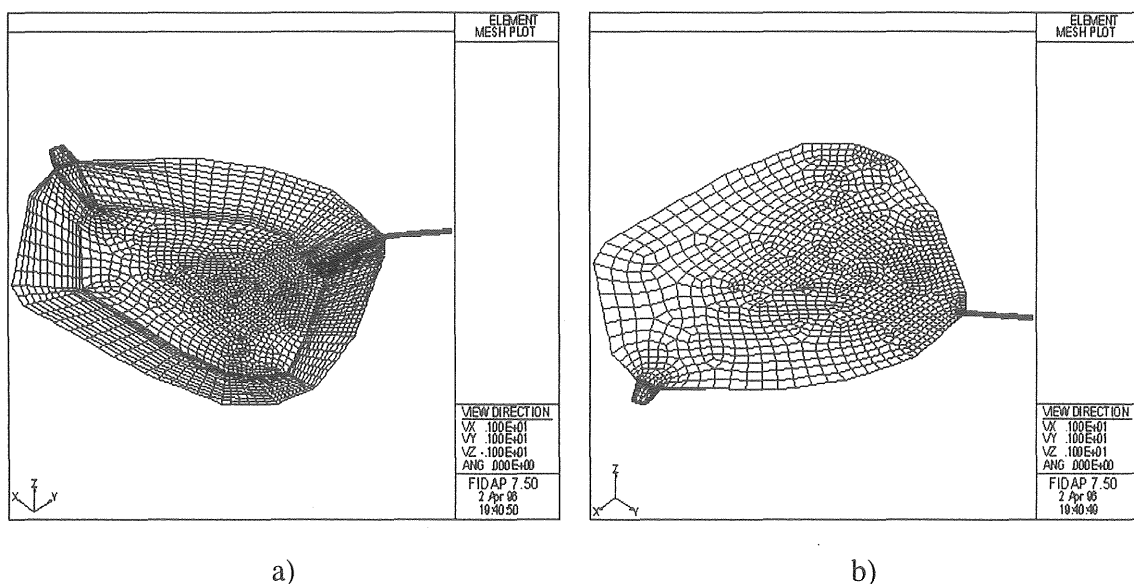 ELEMENT
MESH PLOT
VIEW DIRECTION
VX .100E+01
VY .100E+01
VZ -.100E+01
ANG .000E+00
FIDAP 7.50
2 Apr 96
19:40:50
X Z Y
a)
ELEMENT
MESH PLOT
VIEW DIRECTION
VX .100E+01
VY .100E+01
VZ .100E+01
ANG .000E+00
FIDAP 7.50
2 Apr 96
19:40:49
Z
X Y
b)